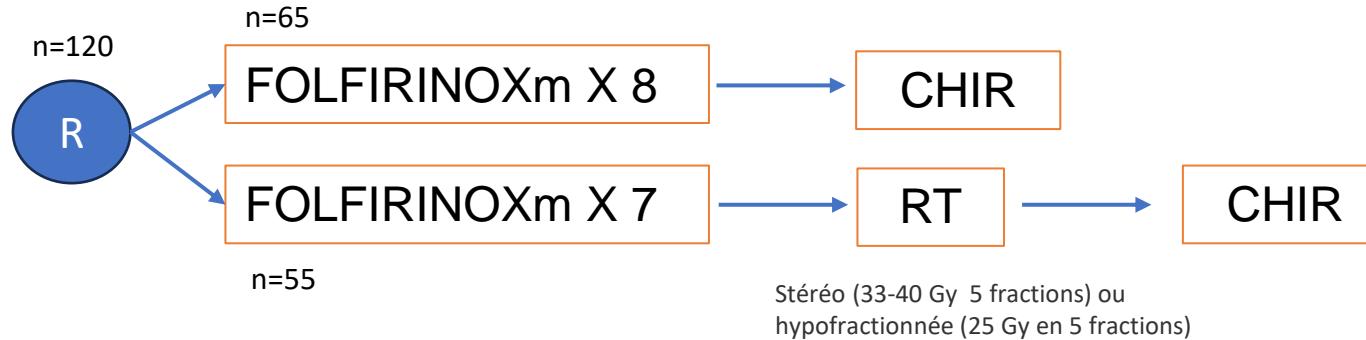 n=120
R
n=65
FOLFIRINOXm X 8
CHIR
FOLFIRINOXm X 7
RT
CHIR
n=55
Stéréo (33-40 Gy 5 fractions) ou
hypofractionnée (25 Gy en 5 fractions)